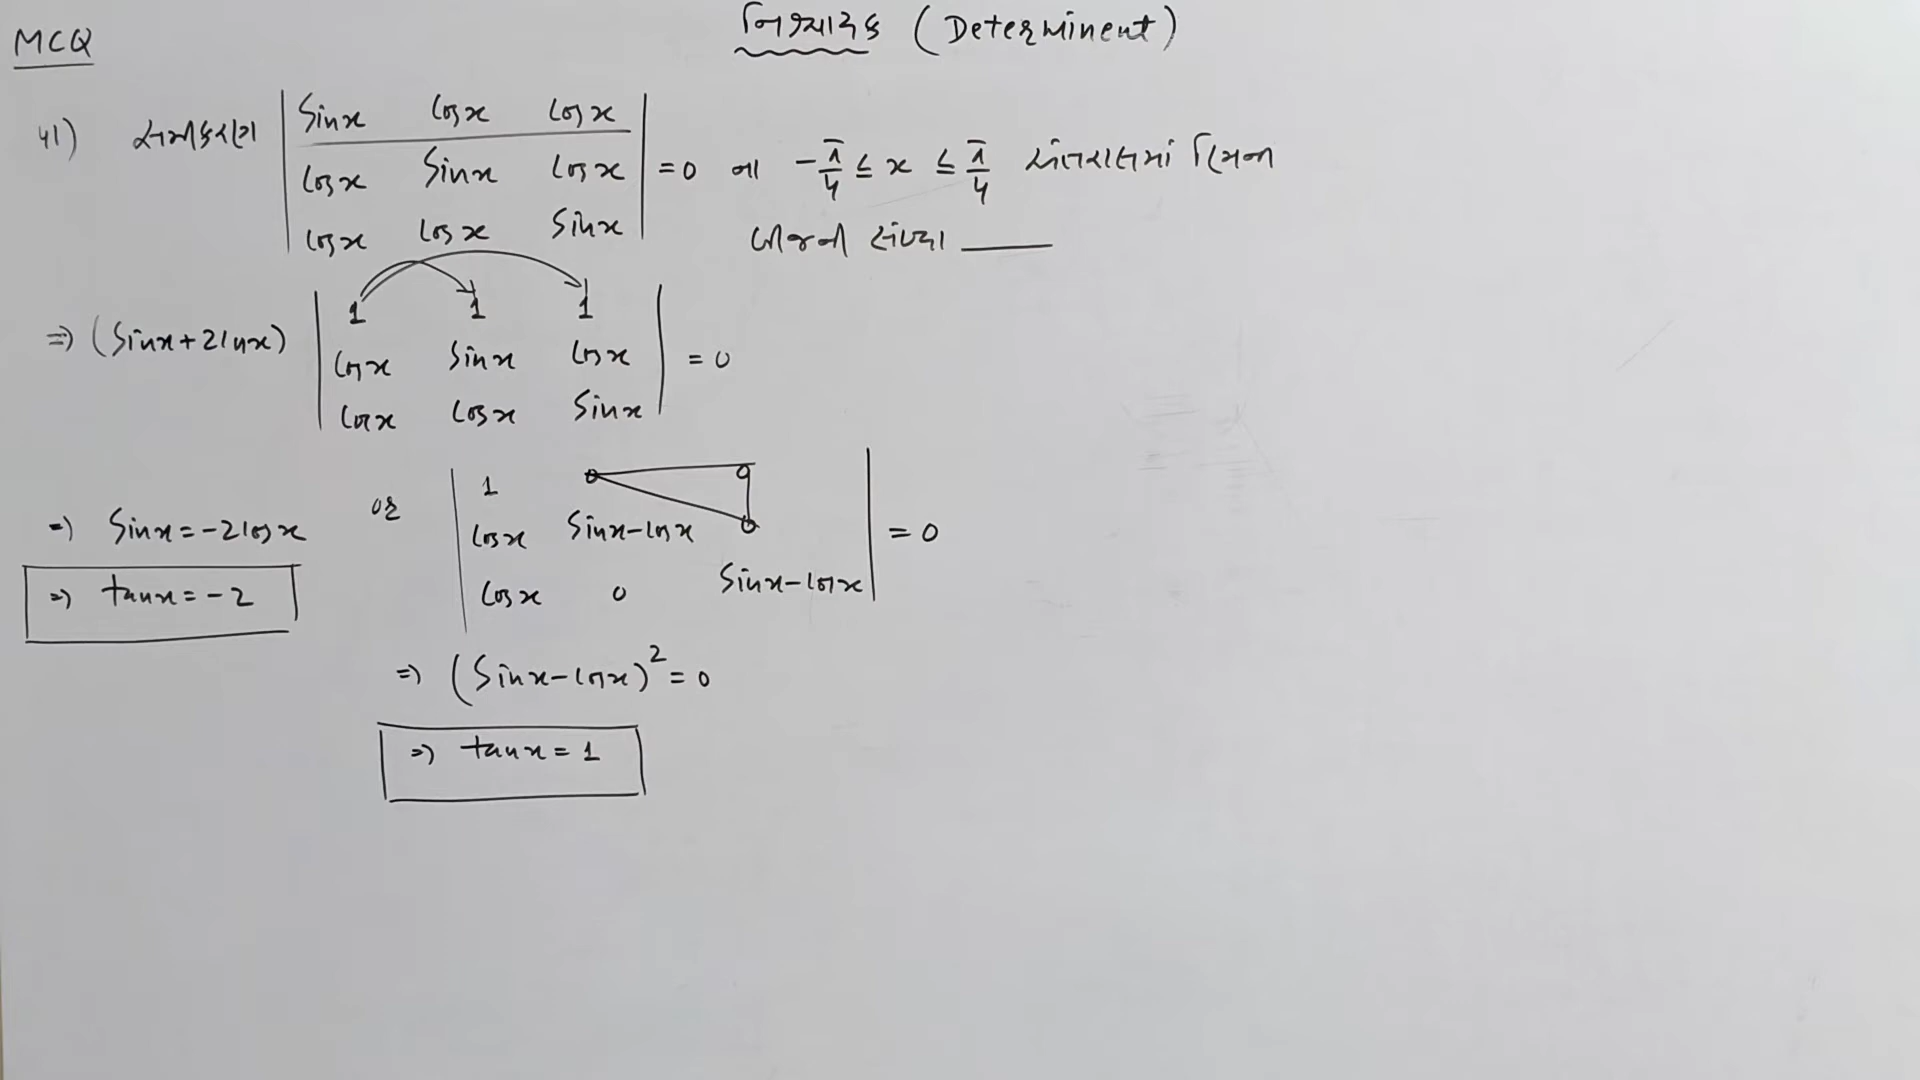 MCQ
નિશ્ચાયક (Determinent)
41) સમીકરણ | Sinx cosx cosx |
| cosx Sinx cosx | = 0 ના -π/4 ≤ x ≤ π/4 અંતરાલમાં ભિન્ન
| cosx cosx Sinx | બીજની સંખ્યા ____
⇒ (Sinx+2cosx) | 1 1 1 |
| cosx Sinx cosx | = 0
| cosx cosx Sinx |
⇒ Sinx = -2cosx or | 1 0 0 |
| cosx Sinx-cosx 0 | = 0
⇒ tanx = -2 | cosx 0 Sinx-cosx |
⇒ (Sinx-cosx)² = 0
⇒ tanx = 1